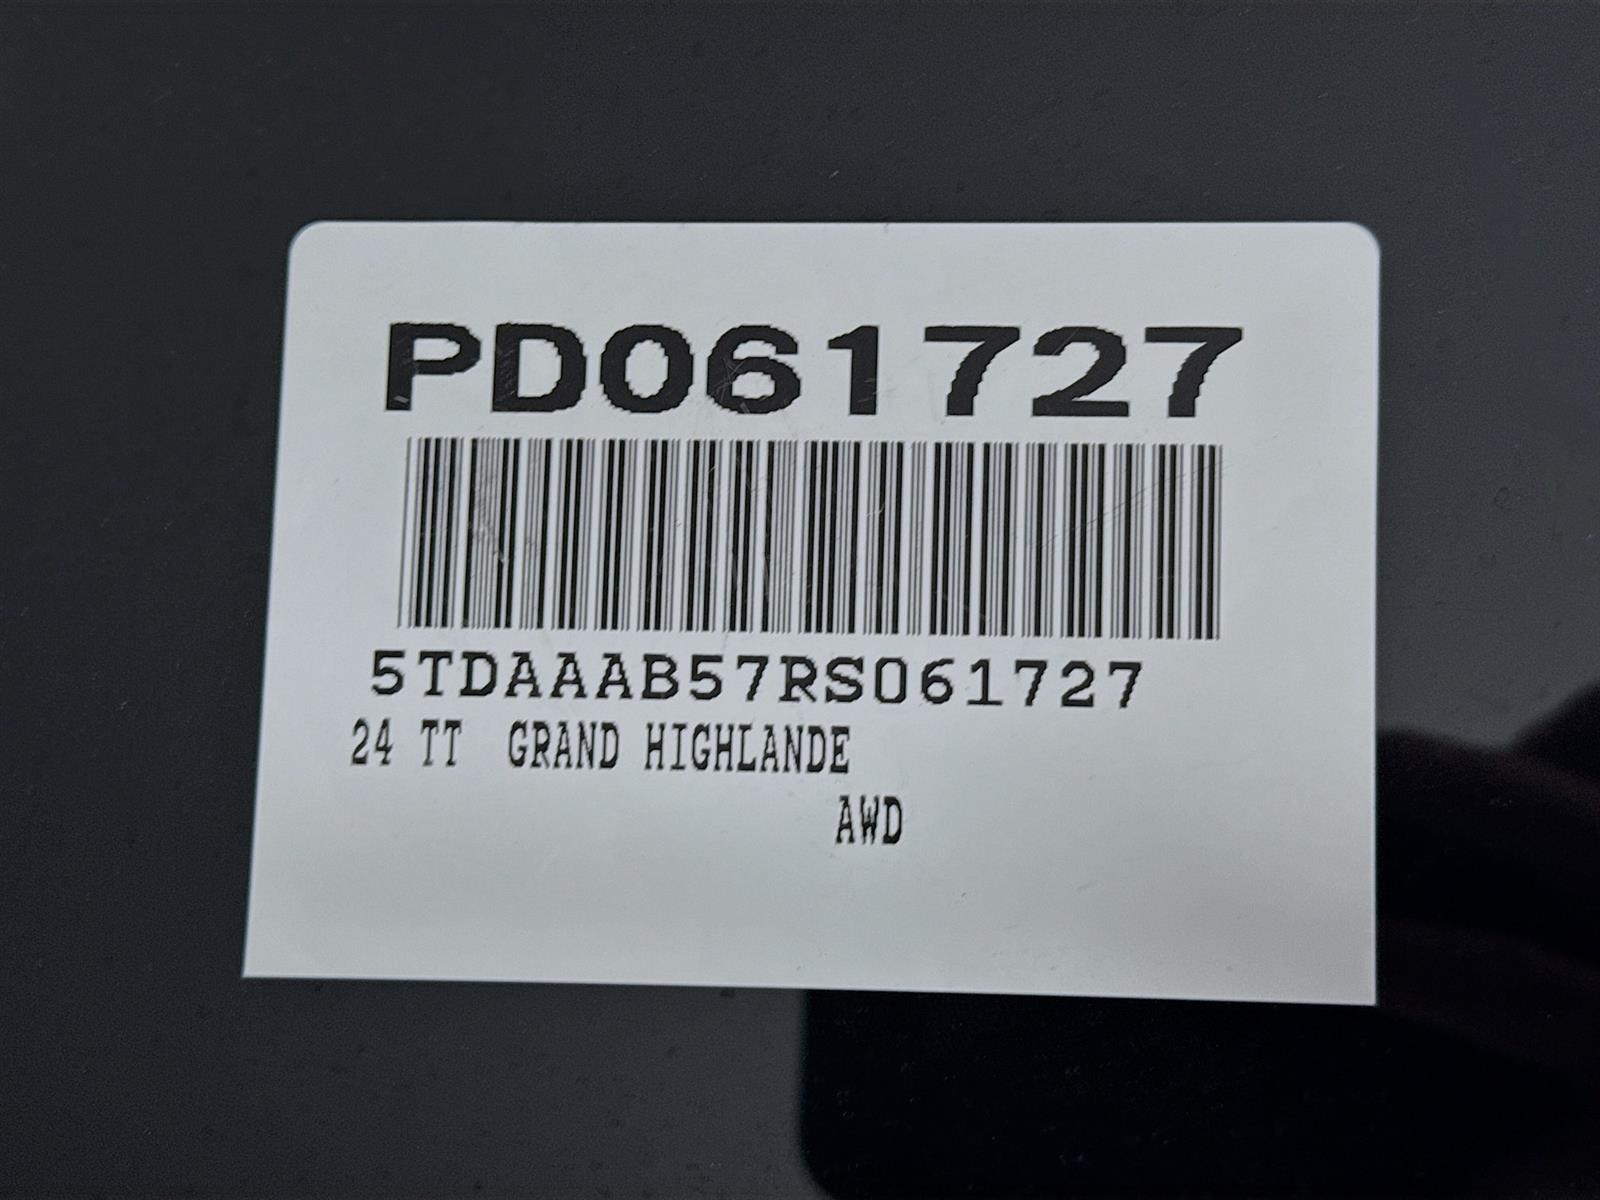 PD061727
5TDAAAB57RS061727
24 TT GRAND HIGHLANDE
AWD